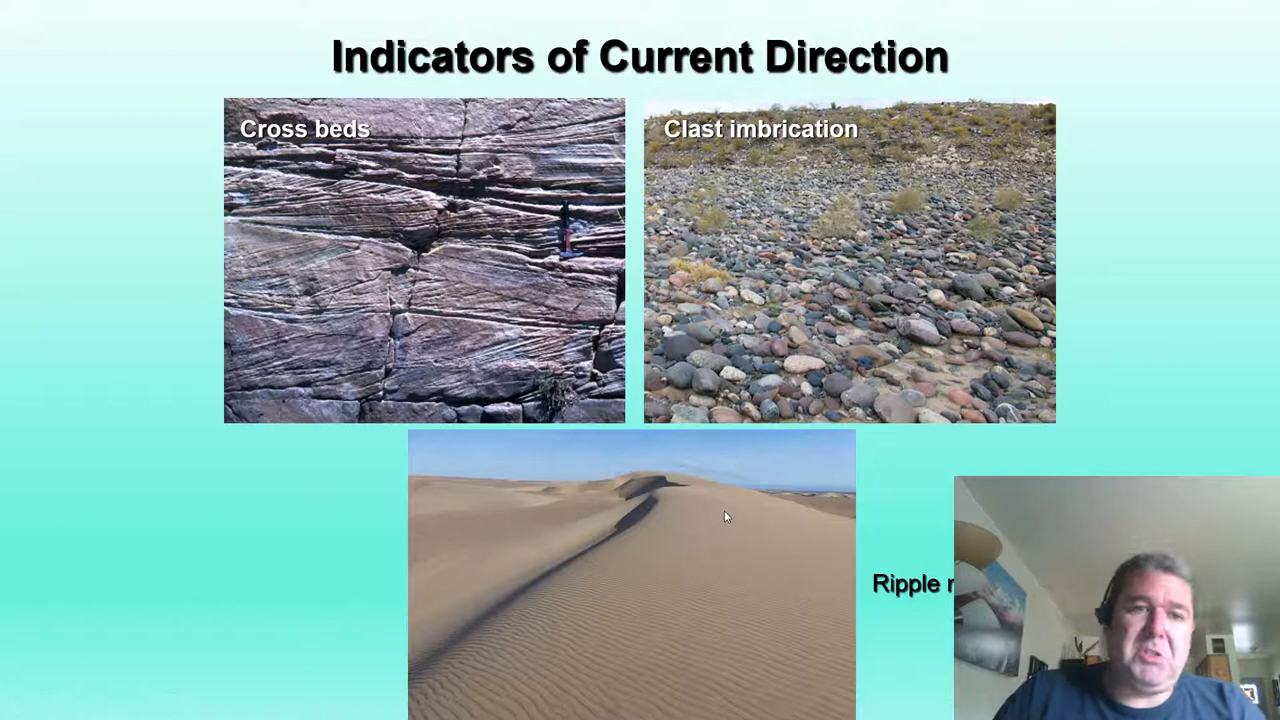 Indicators of Current Direction
Cross beds
Clast imbrication
Ripple